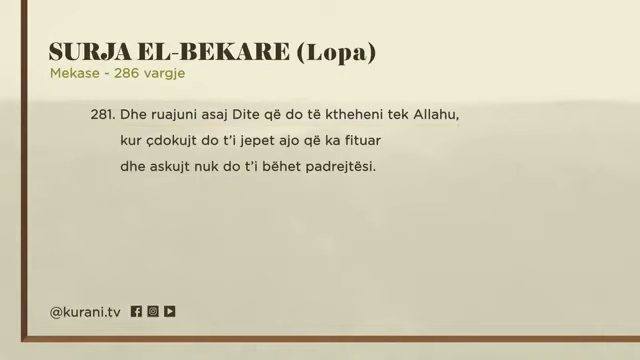 SURJA EL-BEKARE (Lopa)
Mekase - 286 vargje
281. Dhe ruajuni asaj Dite që do të ktheheni tek Allahu,
kur çdokujt do t'i jepet ajo që ka fituar
dhe askujt nuk do t'i bëhet padrejtësi.
@kurani.tv